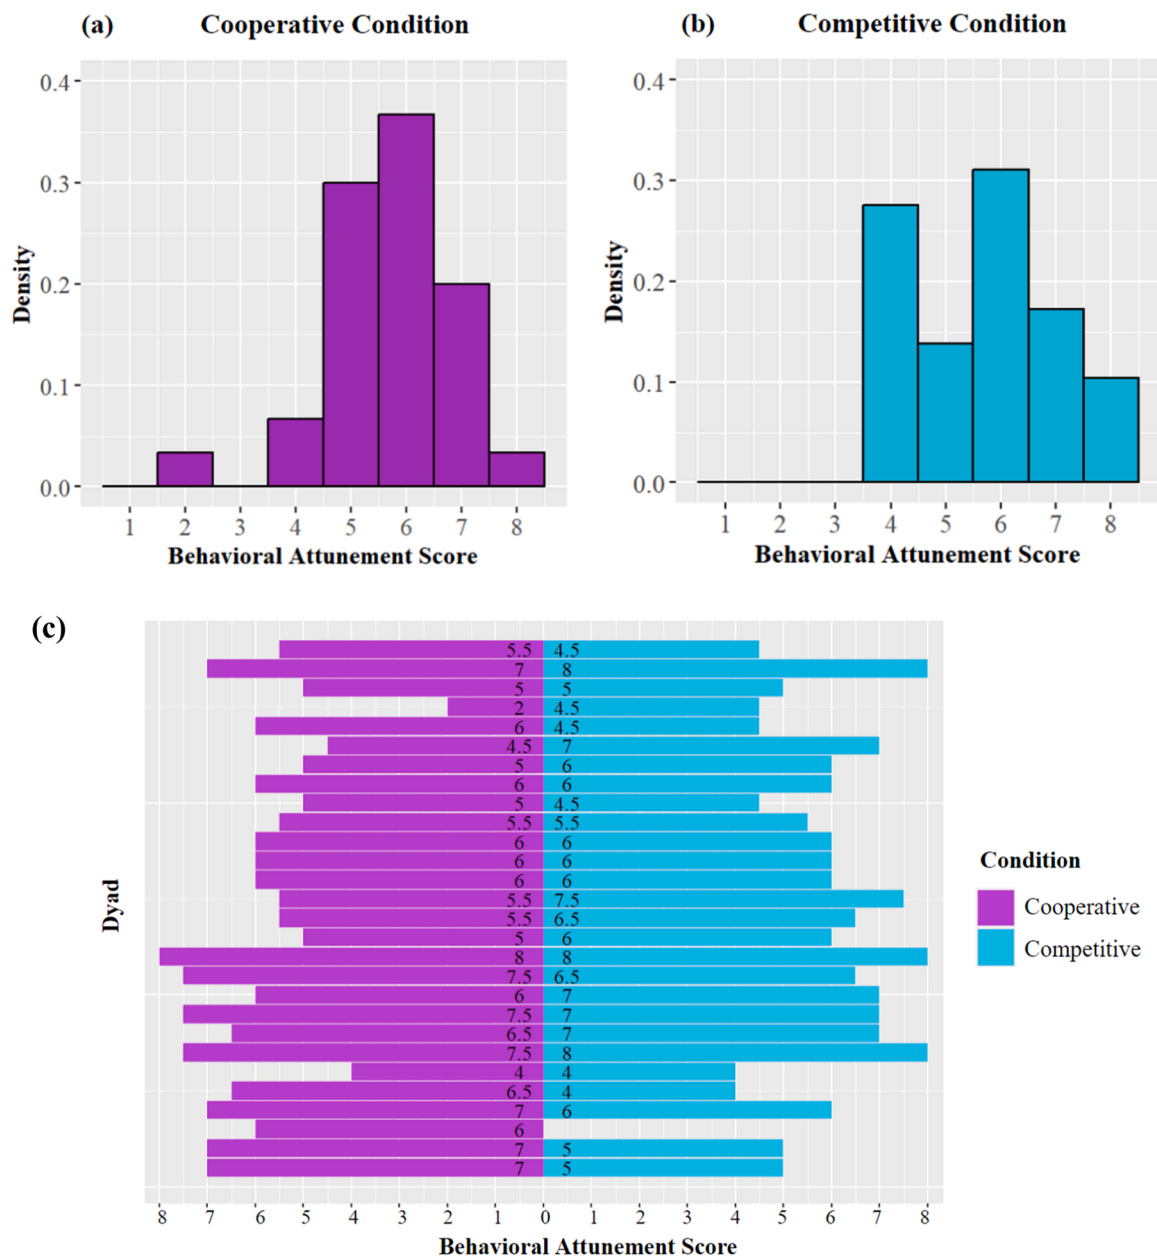 (a) Cooperative Condition
0.4
0.3
0.2
0.1
0.0
Density
1 2 3 4 5 6 7 8
Behavioral Attunement Score
(b) Competitive Condition
0.4
0.3
0.2
0.1
0.0
Density
1 2 3 4 5 6 7 8
Behavioral Attunement Score
(c)
Dyad
5.5 4.5
7 8
5 5
2 4.5
6 4.5
4.5 7
5 6
6 6
5 4.5
5.5 5.5
6 6
6 6
6 6
5.5 7.5
5.5 6.5
5 6
8 8
7.5 6.5
6 7
7.5 7
6.5 7
7.5 8
4 4
6.5 4
7 6
6
7 5
7 5
8 7 6 5 4 3 2 1 0 1 2 3 4 5 6 7 8
Behavioral Attunement Score
Condition
Cooperative
Competitive